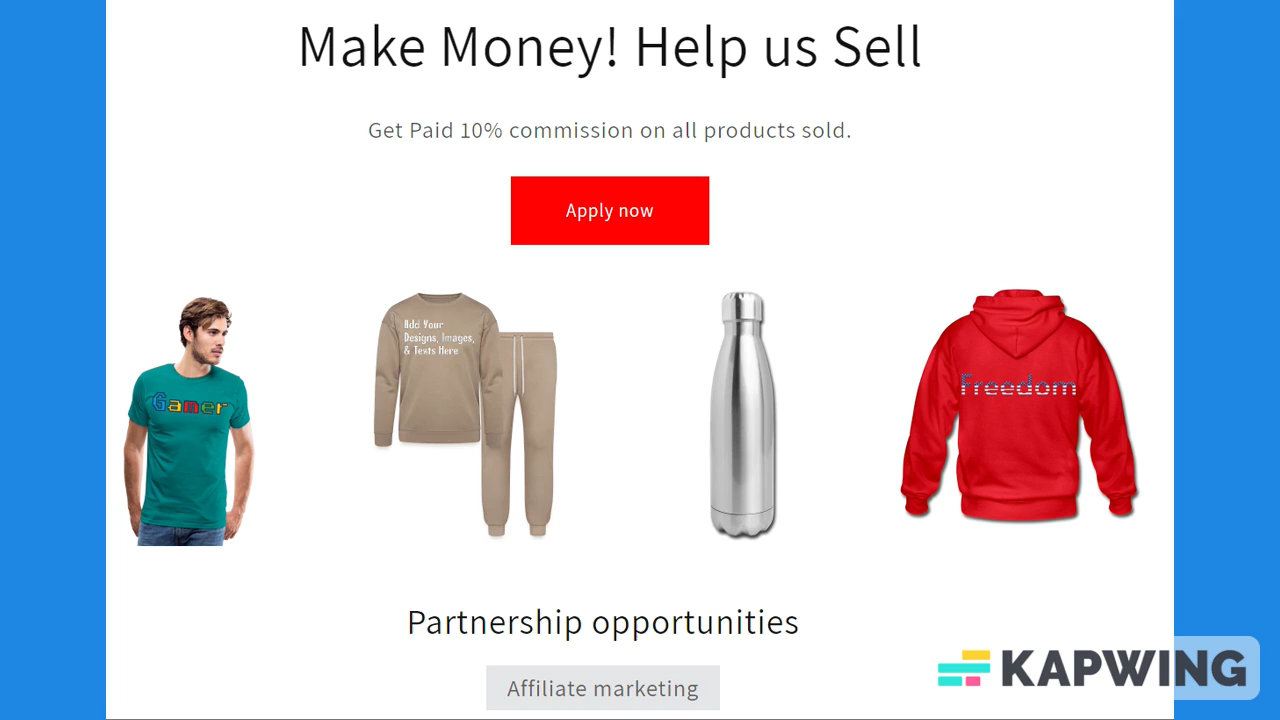 Make Money! Help us Sell
Get Paid 10% commission on all products sold.
Apply now
Gamer
Add Your
Designs, Images,
& Texts Here
Freedom
Partnership opportunities
Affiliate marketing
KAPWING